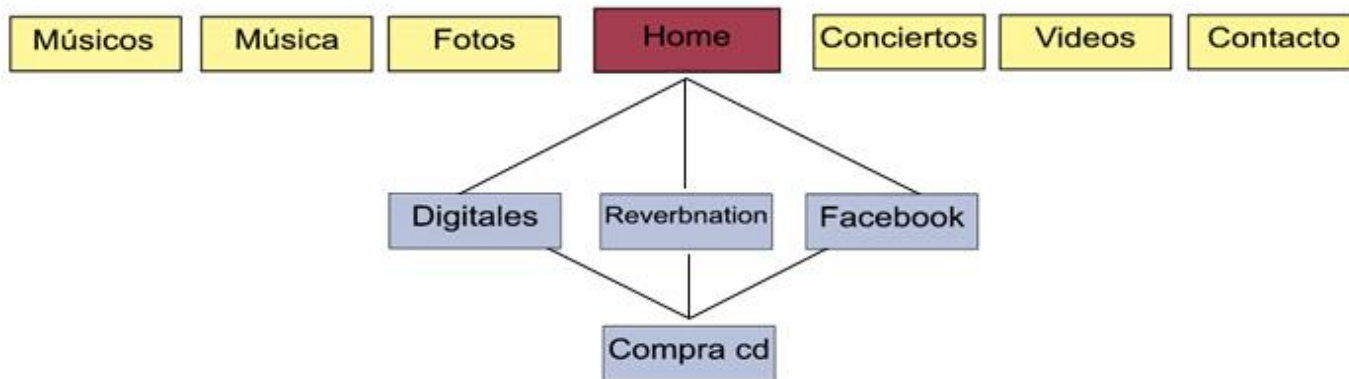 Músicos
Música
Fotos
Home
Conciertos
Videos
Contacto
Digitales
Reverbnation
Facebook
Compra cd